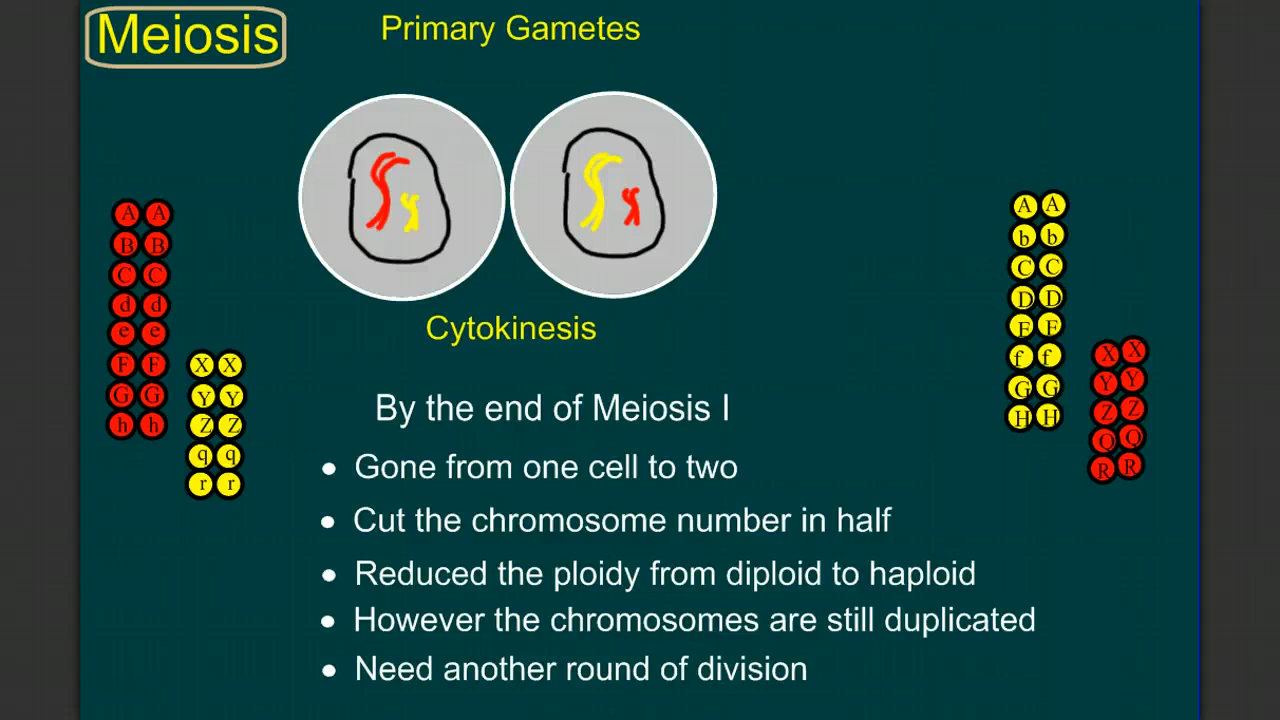 Meiosis
Primary Gametes
Cytokinesis
A A
B B
C C
d d
e e
F F
G G
h h
X X
Y Y
Z Z
q q
r r
A A
b b
C C
D D
E E
f f
G G
H H
X X
Y Y
Z Z
Q Q
R R
By the end of Meiosis I
• Gone from one cell to two
• Cut the chromosome number in half
• Reduced the ploidy from diploid to haploid
• However the chromosomes are still duplicated
• Need another round of division